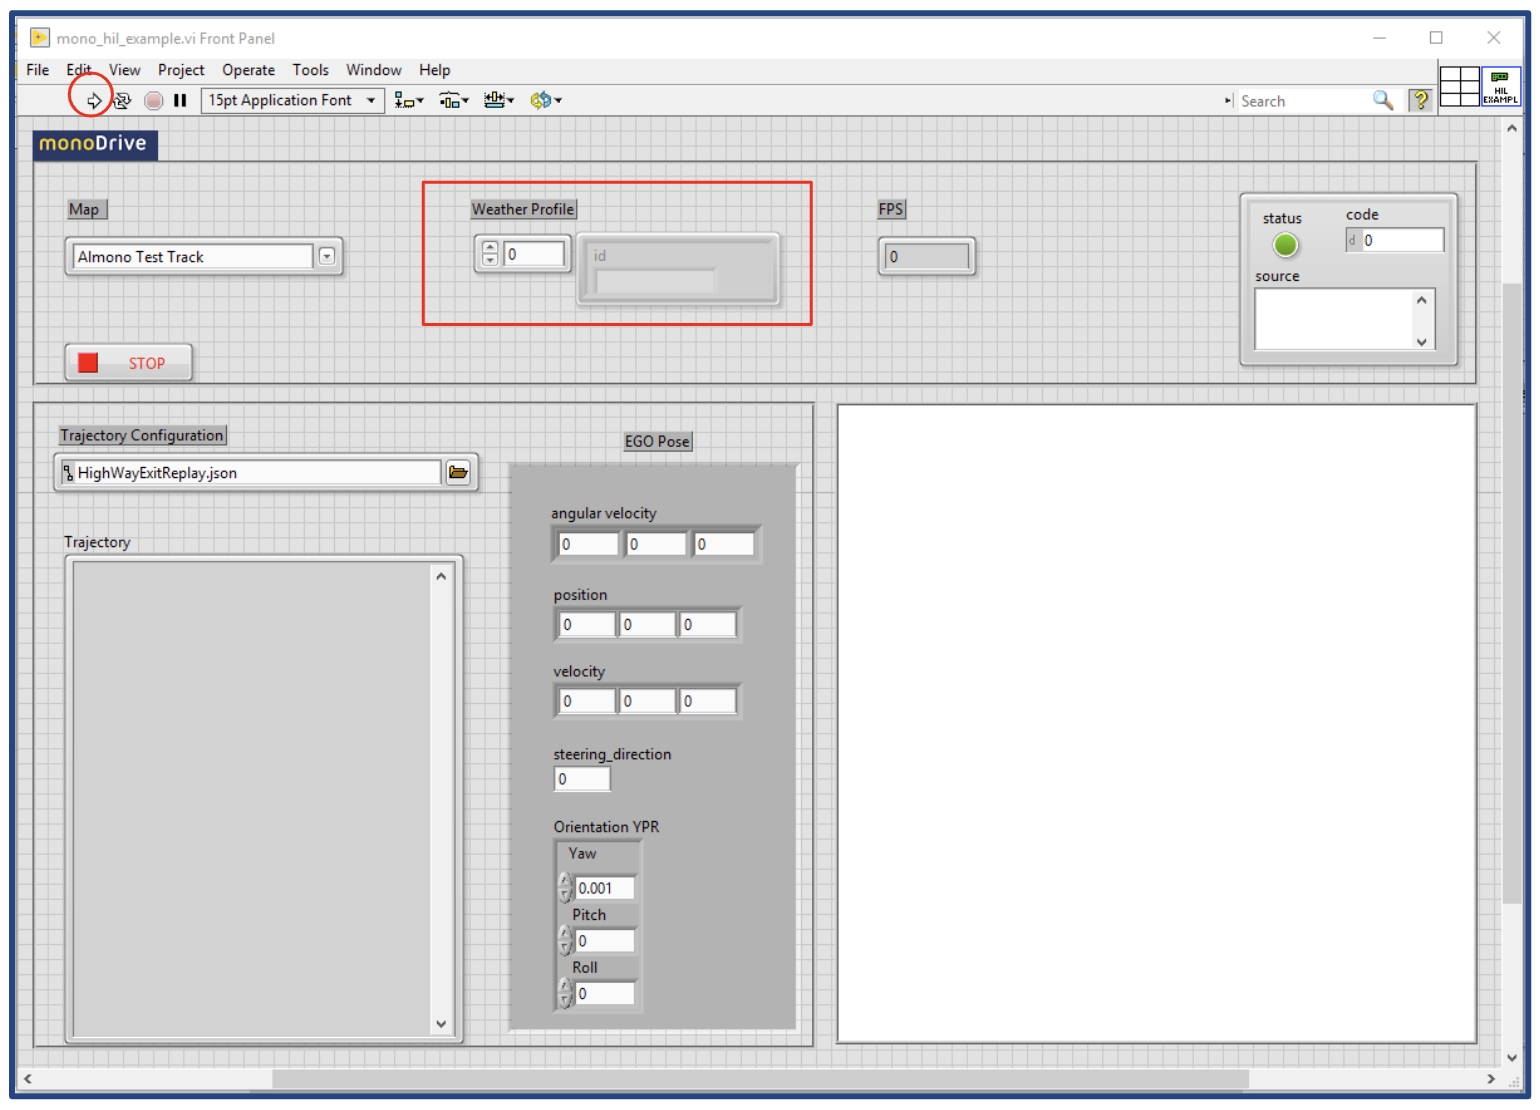 mono_hil_example.vi Front Panel
File Edit View Project Operate Tools Window Help
15pt Application Font
Search
HIL
EXAMPL
monoDrive
Map
Weather Profile
FPS
status
code
Almono Test Track
0
id
0
d 0
source
STOP
Trajectory Configuration
EGO Pose
HighWayExitReplay.json
angular velocity
Trajectory
0 0 0
position
0 0 0
velocity
0 0 0
steering_direction
0
Orientation YPR
Yaw
0.001
Pitch
0
Roll
0